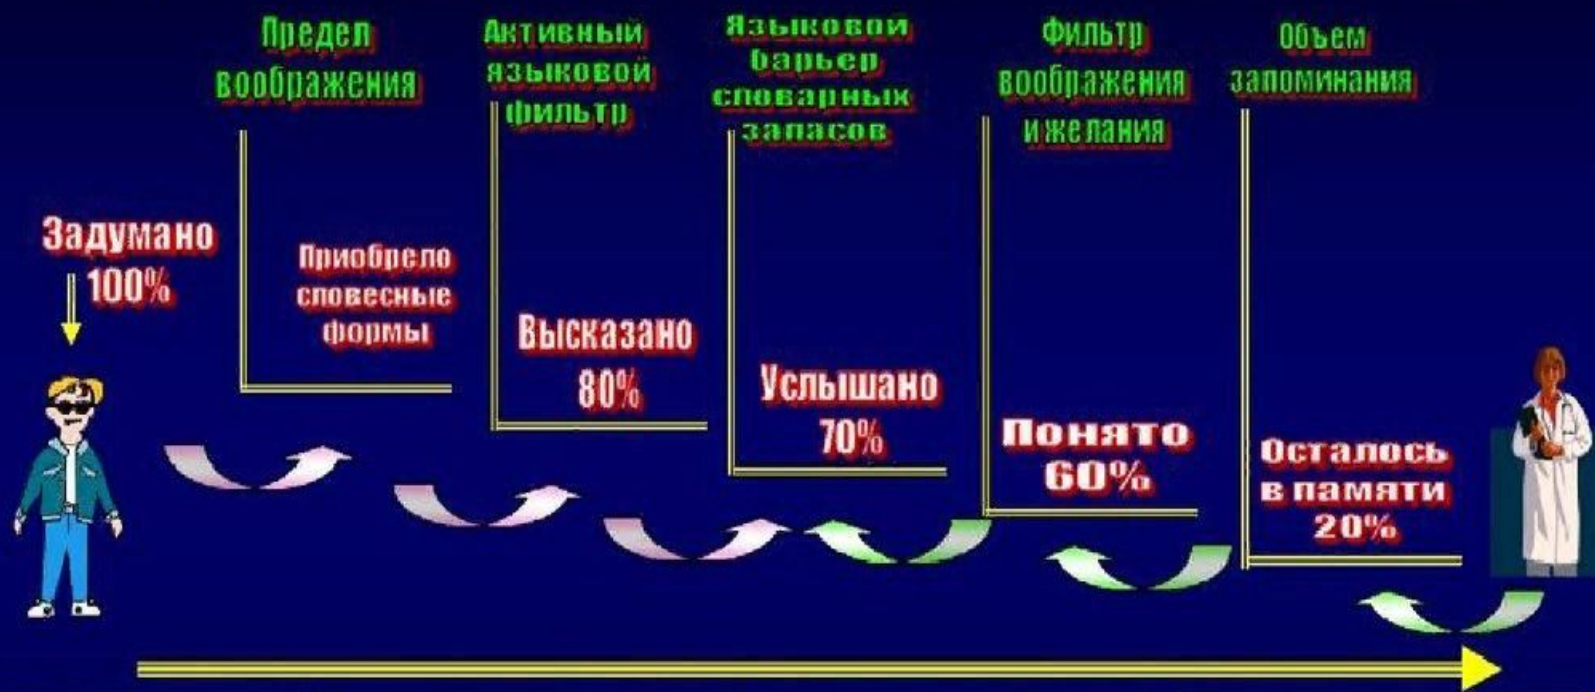 Предел
воображения
Активный
языковой
фильтр
Языковой
барьер
словарных
запасов
Фильтр
воображения
и желания
Объем
запоминания
Задумано
100%
Приобрело
словесные
формы
Высказано
80%
Услышано
70%
Понято
60%
Осталось
в памяти
20%